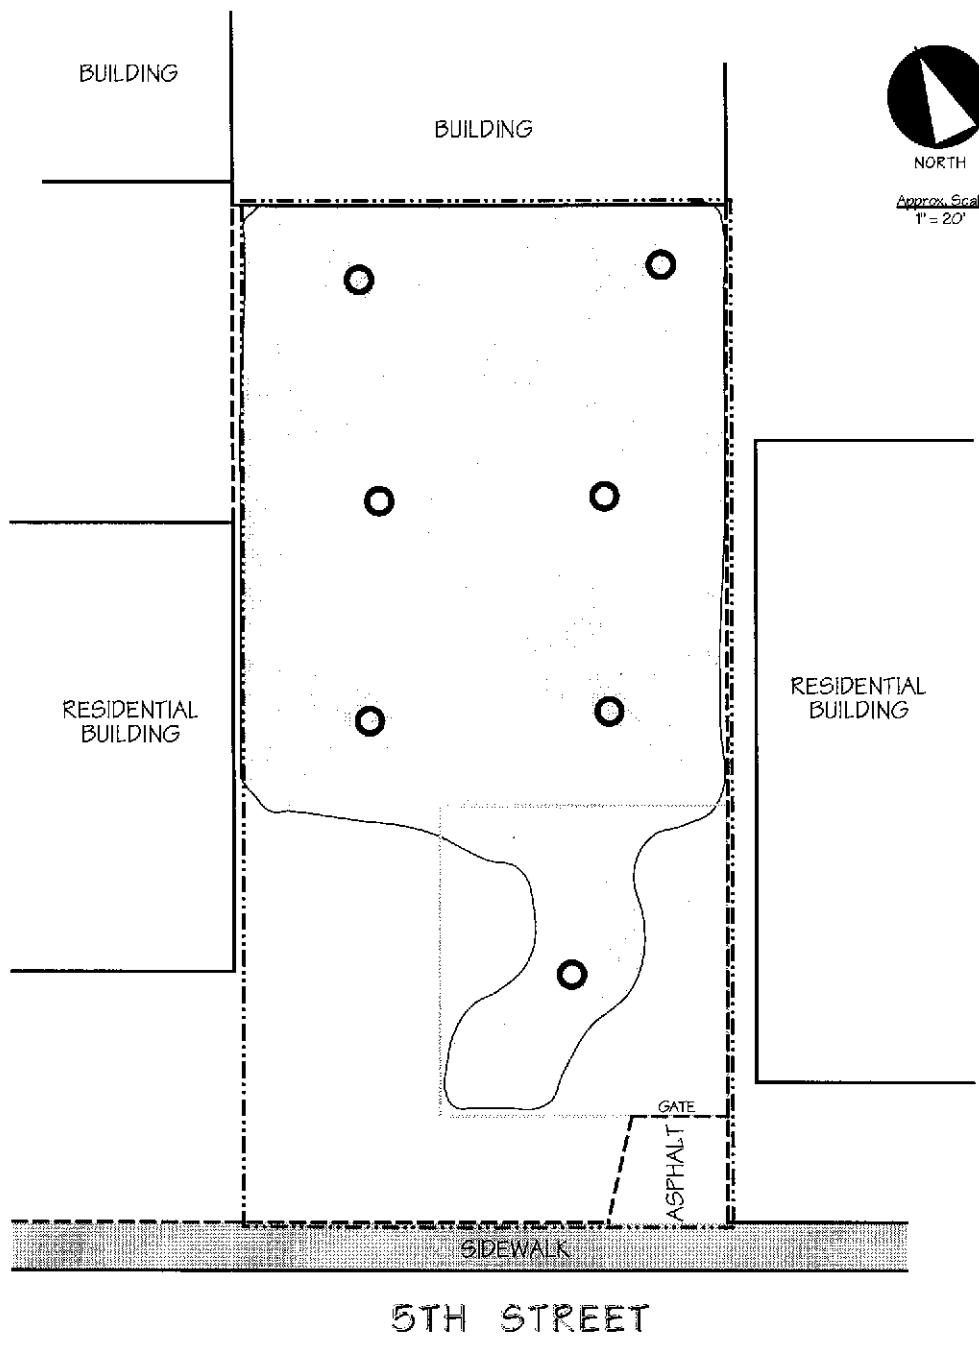 BUILDING
BUILDING
NORTH
Approx. Scal
1" = 20'
RESIDENTIAL
BUILDING
RESIDENTIAL
BUILDING
GATE
ASPHALT
SIDEWALK
5TH STREET